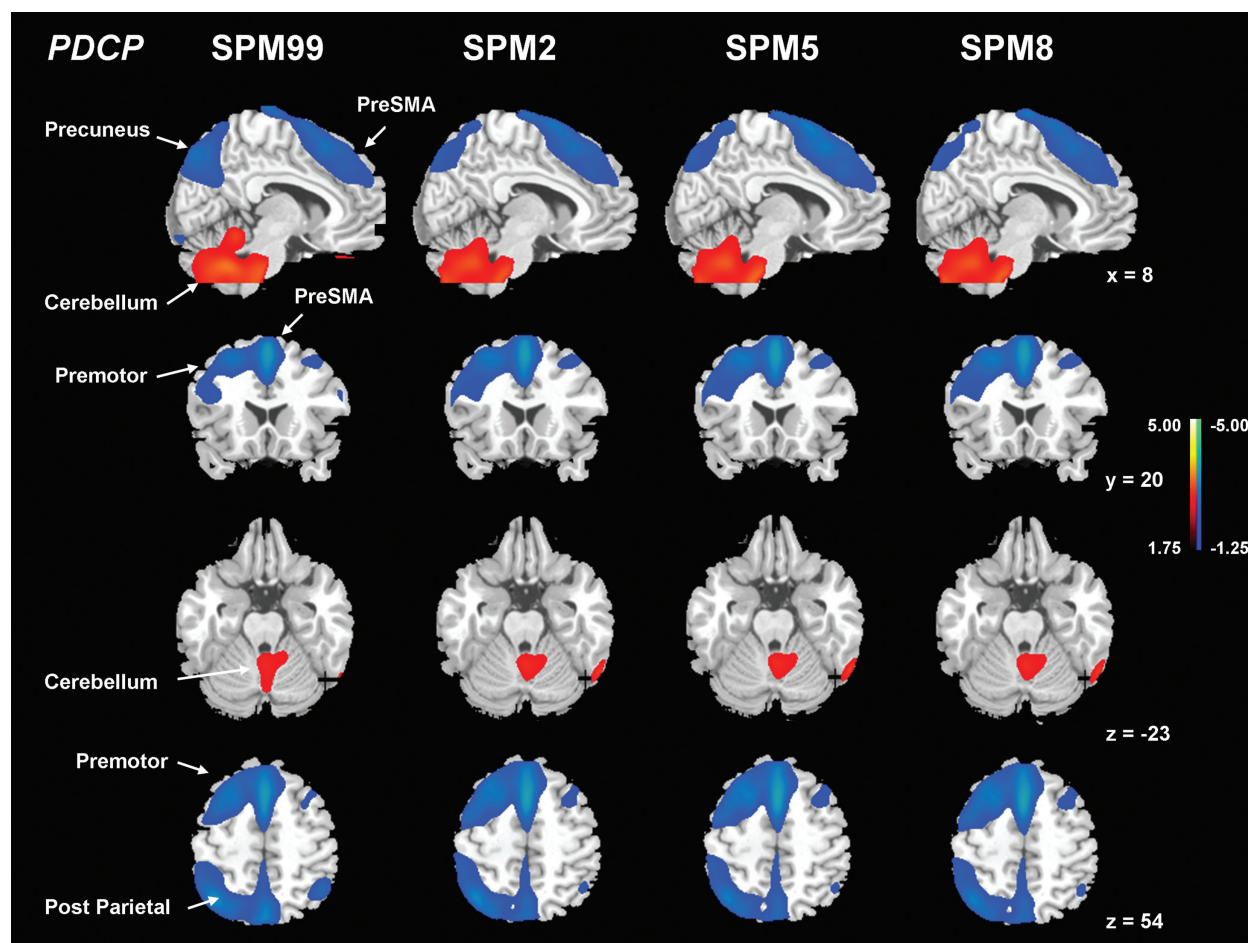 PDCP SPM99 SPM2 SPM5 SPM8
PreSMA
Precuneus
x = 8
Cerebellum
PreSMA
Premotor
5.00 -5.00
y = 20
1.75 -1.25
Cerebellum
z = -23
Premotor
Post Parietal
z = 54